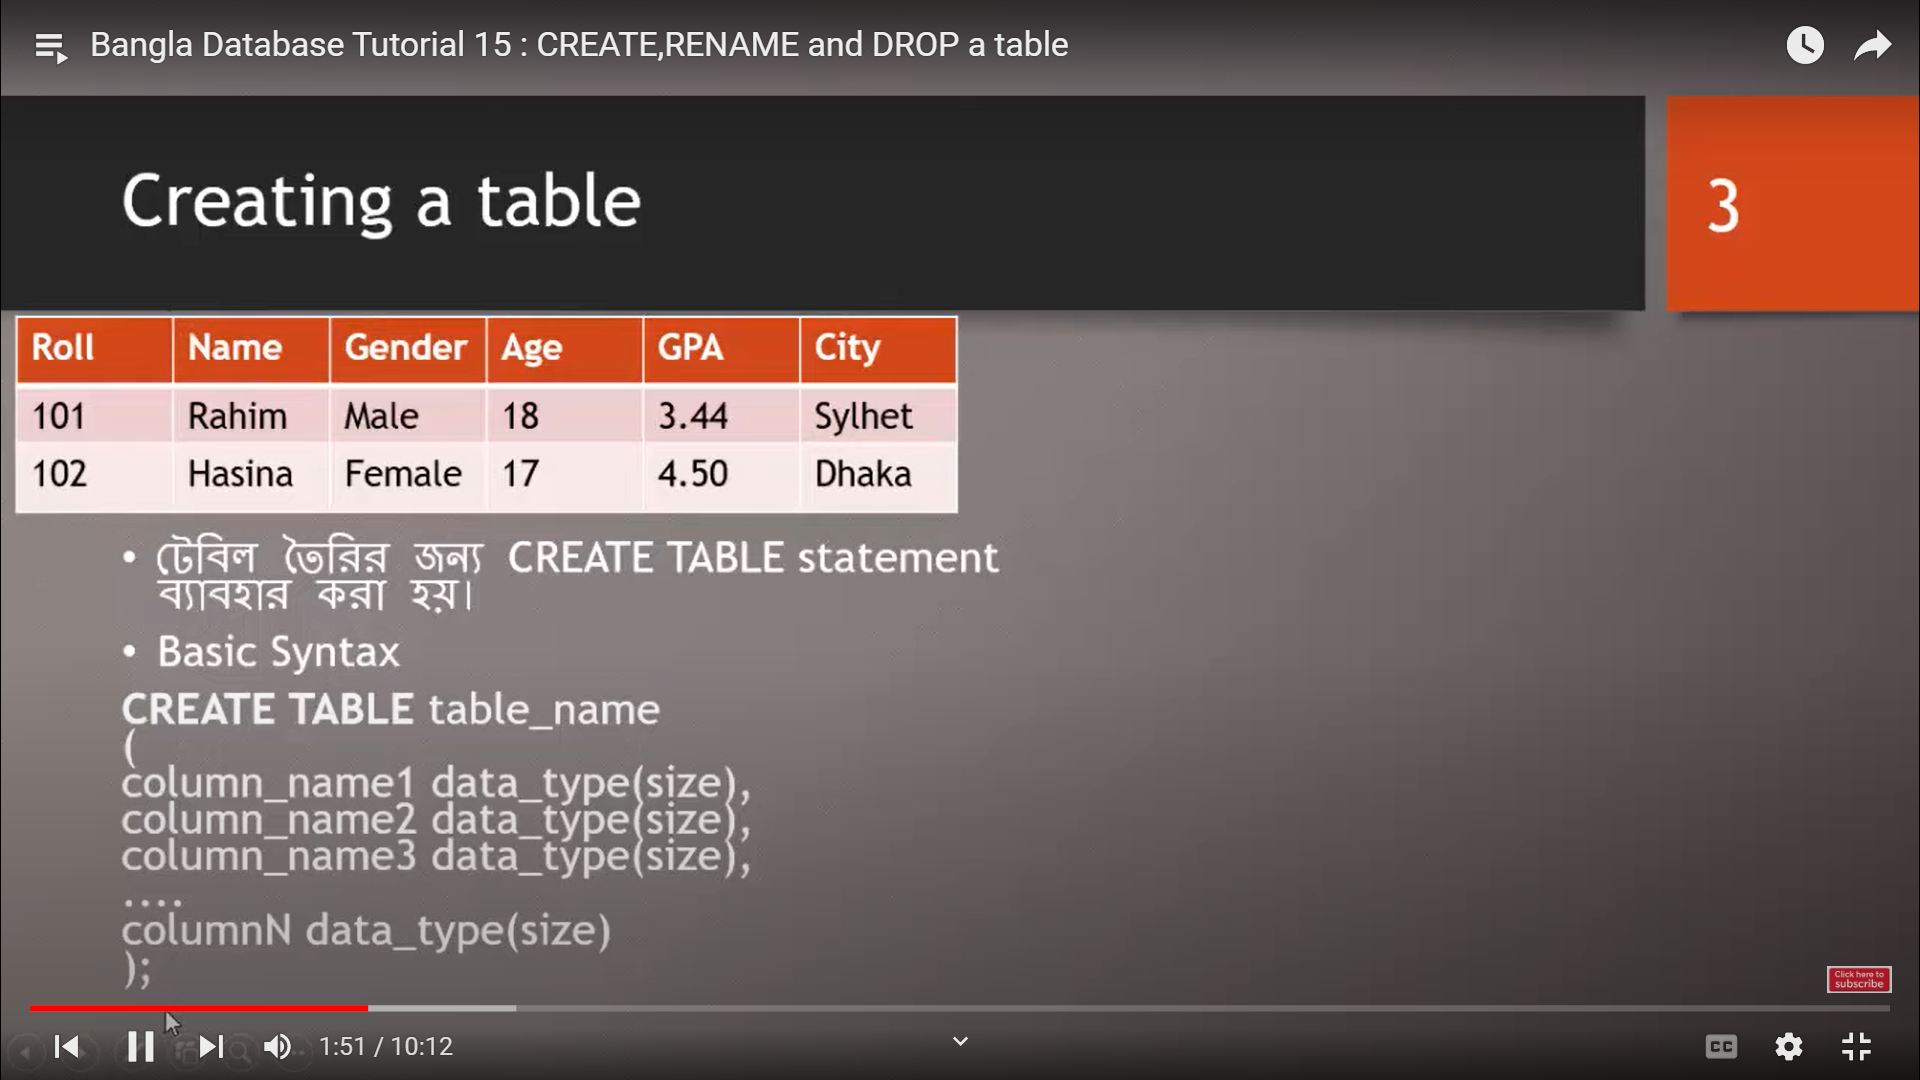 Bangla Database Tutorial 15 : CREATE,RENAME and DROP a table
Creating a table
3
Roll Name Gender Age GPA City
101 Rahim Male 18 3.44 Sylhet
102 Hasina Female 17 4.50 Dhaka
• টেবিল তৈরির জন্য CREATE TABLE statement
ব্যাবহার করা হয়।
• Basic Syntax
CREATE TABLE table_name
(
column_name1 data_type(size),
column_name2 data_type(size),
column_name3 data_type(size),
....
columnN data_type(size)
);
Click here to
subscribe
1:51 / 10:12
CC